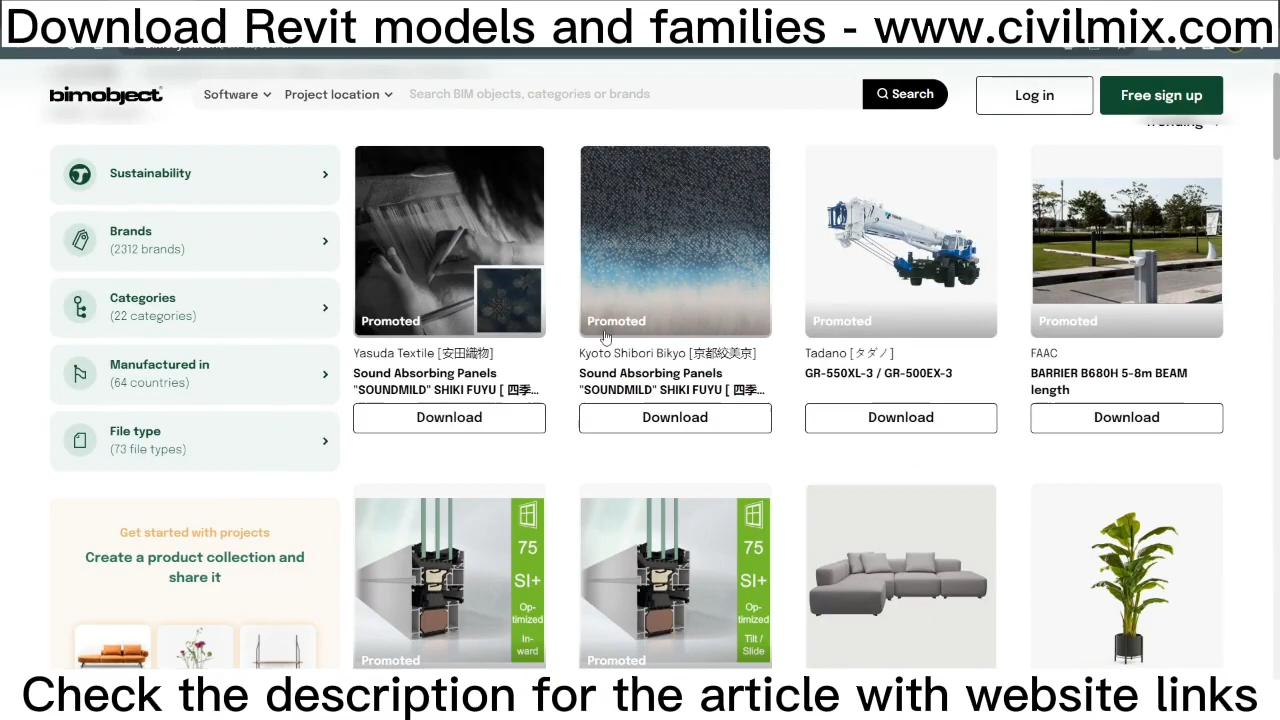 Download Revit models and families - www.civilmix.com
bimobject
Software
Project location
Search BIM objects, categories or brands
Search
Log in
Free sign up
Trending
Sustainability
Brands
(2312 brands)
Categories
(22 categories)
Manufactured in
(64 countries)
File type
(73 file types)
Get started with projects
Create a product collection and
share it
Promoted
Yasuda Textile [安田織物]
Sound Absorbing Panels
"SOUNDMILD" SHIKI FUYU [ 四季...
Download
Promoted
Kyoto Shibori Bikyo [京都絞美京]
Sound Absorbing Panels
"SOUNDMILD" SHIKI FUYU [ 四季...
Download
Promoted
Tadano [タダノ]
GR-550XL-3 / GR-500EX-3
Download
Promoted
FAAC
BARRIER B680H 5-8m BEAM
length
Download
75
SI+
Op-
timized
In-
ward
Promoted
75
SI+
Op-
timized
Tilt /
Slide
Promoted
Check the description for the article with website links